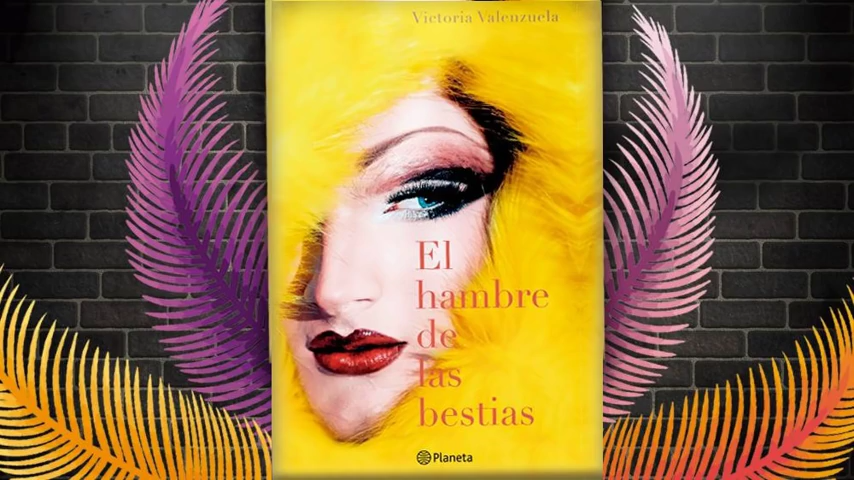 Victoria Valenzuela
El
hambre
de
las
bestias
Planeta